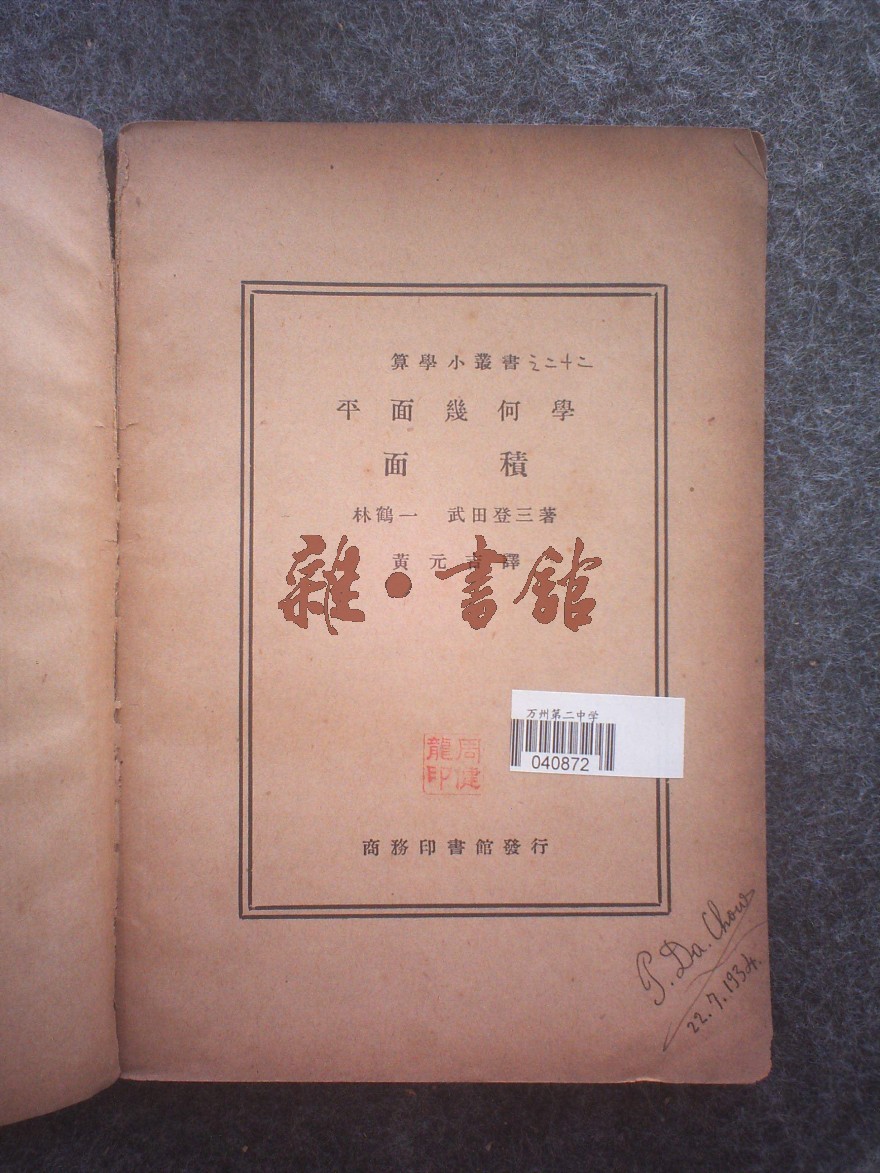 算學小叢書之二十二
平面幾何學
面積
林鶴一 武田登三著
黃元吉譯
雜·書館
万州第二中学
040872
周健
龍印
商務印書館發行
P. Da. Chow
22.7.1934.